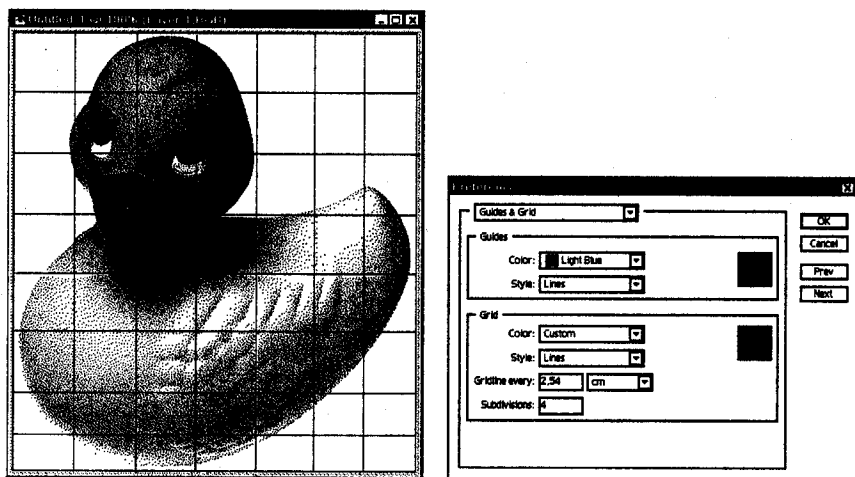 Preferences
Guides & Grid
OK
Cancel
Prev
Next
Guides
Color: Light Blue
Style: Lines
Grid
Color: Custom
Style: Lines
Gridline every: 2,54 cm
Subdivisions: 4